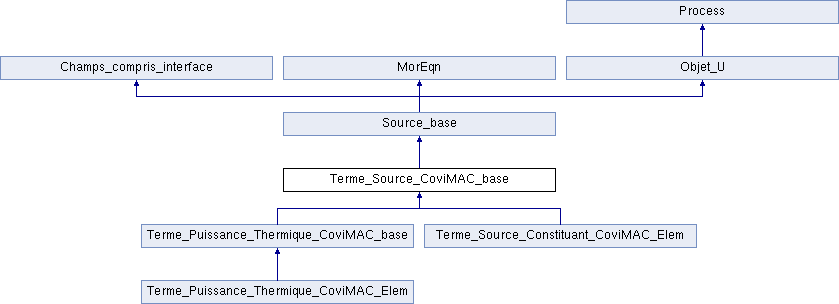 Process
Champs_compris_interface
MorEqn
Objet_U
Source_base
Terme_Source_CoviMAC_base
Terme_Puissance_Thermique_CoviMAC_base
Terme_Source_Constituant_CoviMAC_Elem
Terme_Puissance_Thermique_CoviMAC_Elem